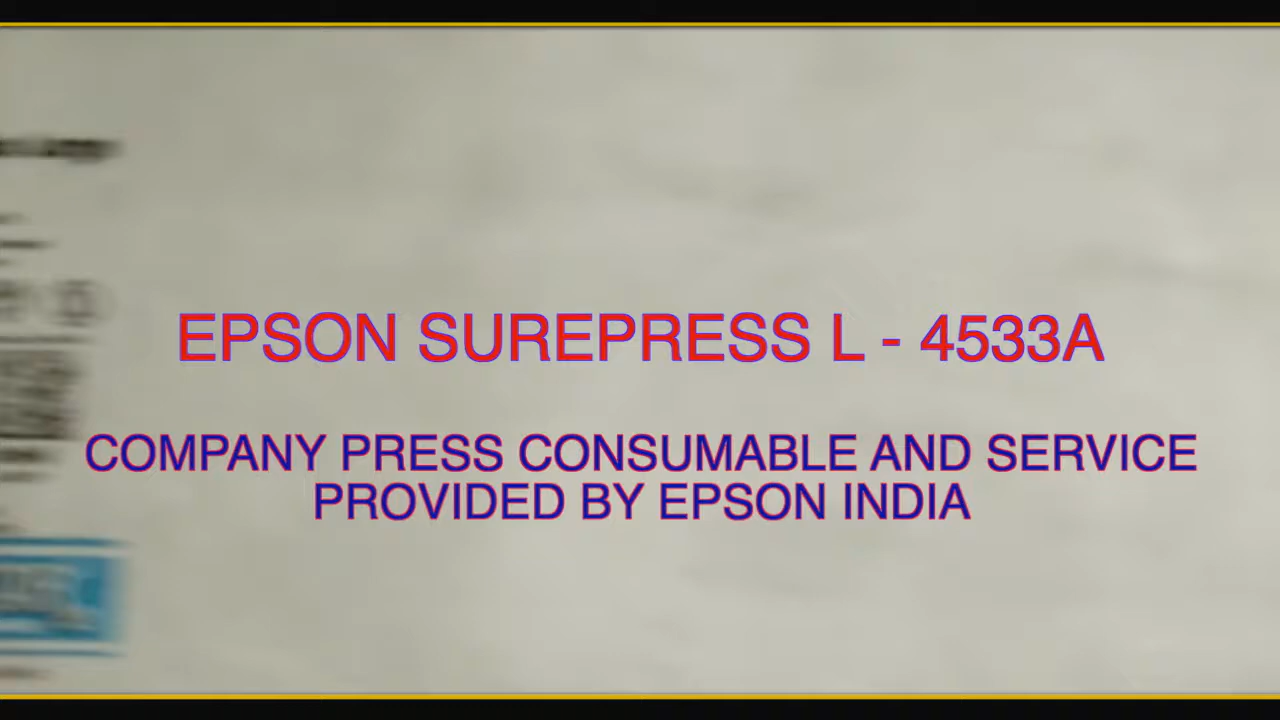 EPSON SUREPRESS L - 4533A
COMPANY PRESS CONSUMABLE AND SERVICE
PROVIDED BY EPSON INDIA